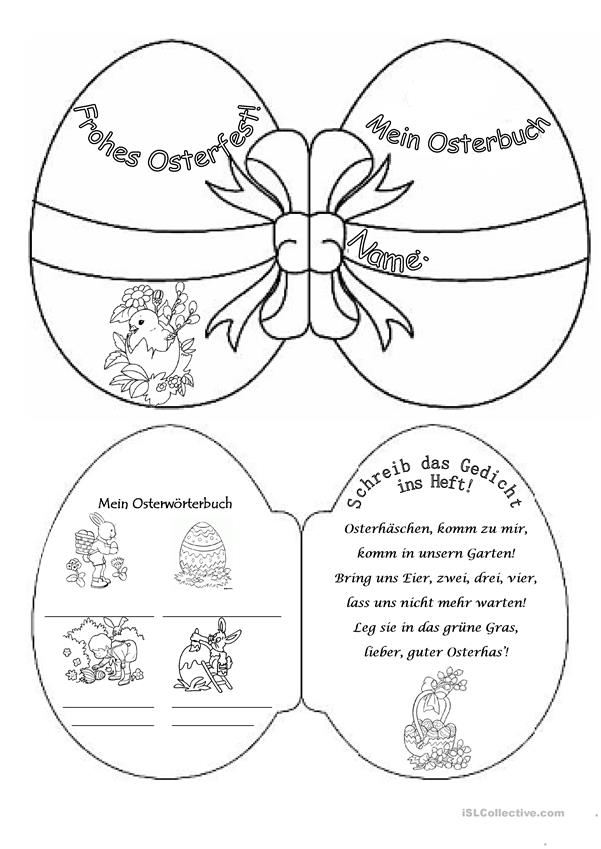 Frohes Osterfest!
Mein Osterbuch
Name:
Mein Osterwörterbuch
Schreib das Gedicht
ins Heft!
Osterhäschen, komm zu mir,
komm in unsern Garten!
Bring uns Eier, zwei, drei, vier,
lass uns nicht mehr warten!
Leg sie in das grüne Gras,
lieber, guter Osterhas'!
iSLCollective.com